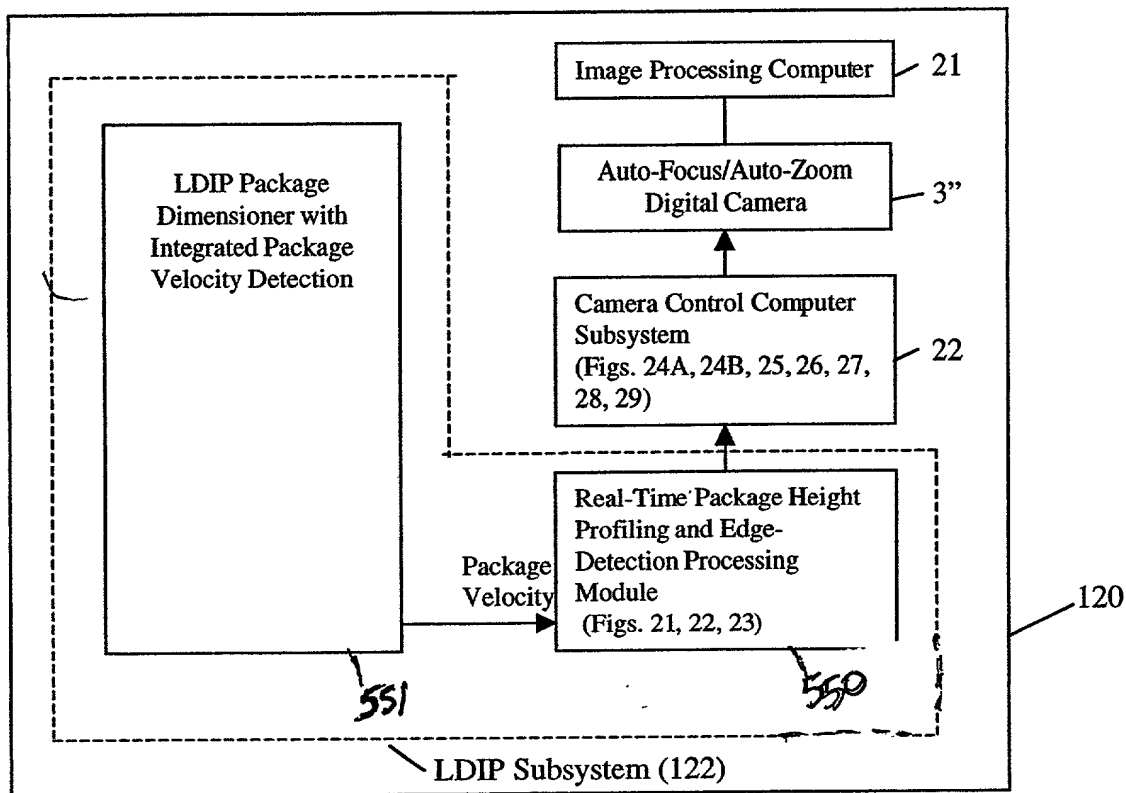 Image Processing Computer
21
Auto-Focus/Auto-Zoom
Digital Camera
3”
LDIP Package
Dimensioner with
Integrated Package
Velocity Detection
Camera Control Computer
Subsystem
(Figs. 24A, 24B, 25, 26, 27,
28, 29)
22
Real-Time Package Height
Profiling and Edge-
Detection Processing
Module
(Figs. 21, 22, 23)
Package
Velocity
120
551
550
LDIP Subsystem (122)